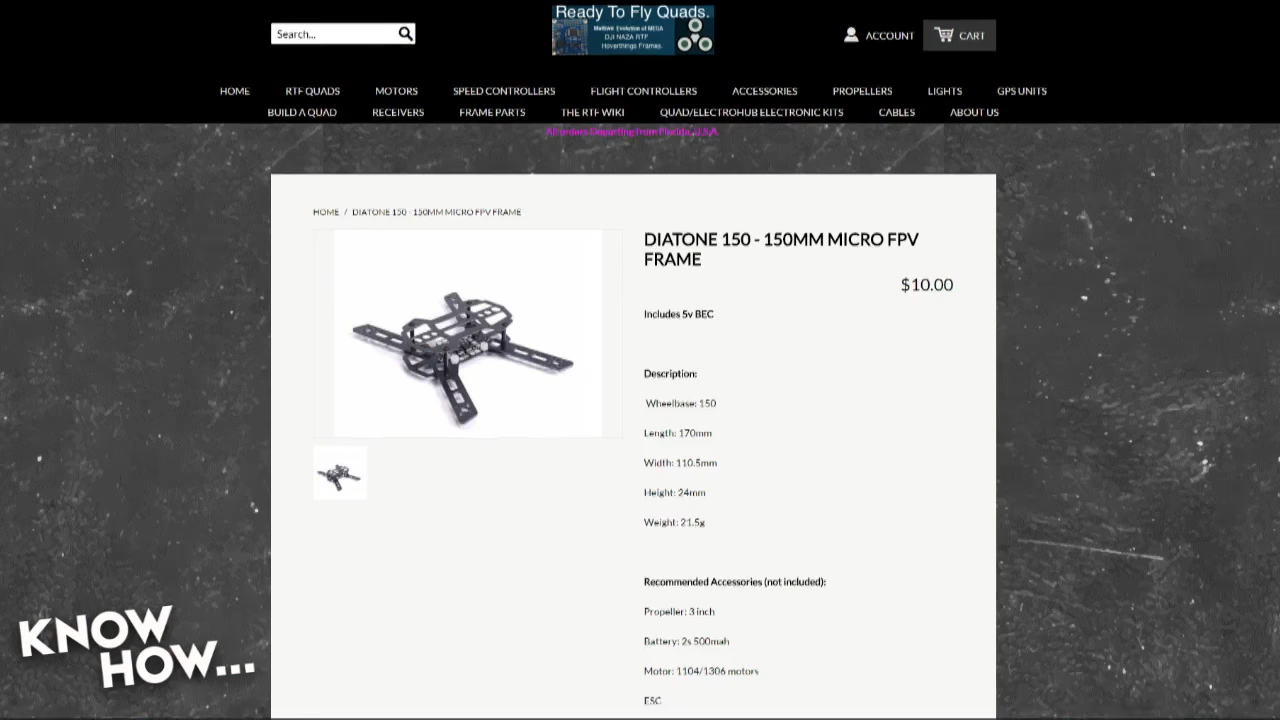 Ready To Fly Quads.
Search...
Multiwii Evolution of MEGA
DJI NAZA RTF
Hoverthings Frames.
ACCOUNT
CART
HOME RTF QUADS MOTORS SPEED CONTROLLERS FLIGHT CONTROLLERS ACCESSORIES PROPELLERS LIGHTS GPS UNITS
BUILD A QUAD RECEIVERS FRAME PARTS THE RTF WIKI QUAD/ELECTROHUB ELECTRONIC KITS CABLES ABOUT US
All orders Departing from Florida, U.S.A.
HOME / DIATONE 150 - 150MM MICRO FPV FRAME
DIATONE 150 - 150MM MICRO FPV
FRAME
$10.00
Includes 5v BEC
Description:
Wheelbase: 150
Length: 170mm
Width: 110.5mm
Height: 24mm
Weight: 21.5g
Recommended Accessories (not included):
Propeller: 3 inch
Battery: 2s 500mah
Motor: 1104/1306 motors
ESC
KNOW
HOW...